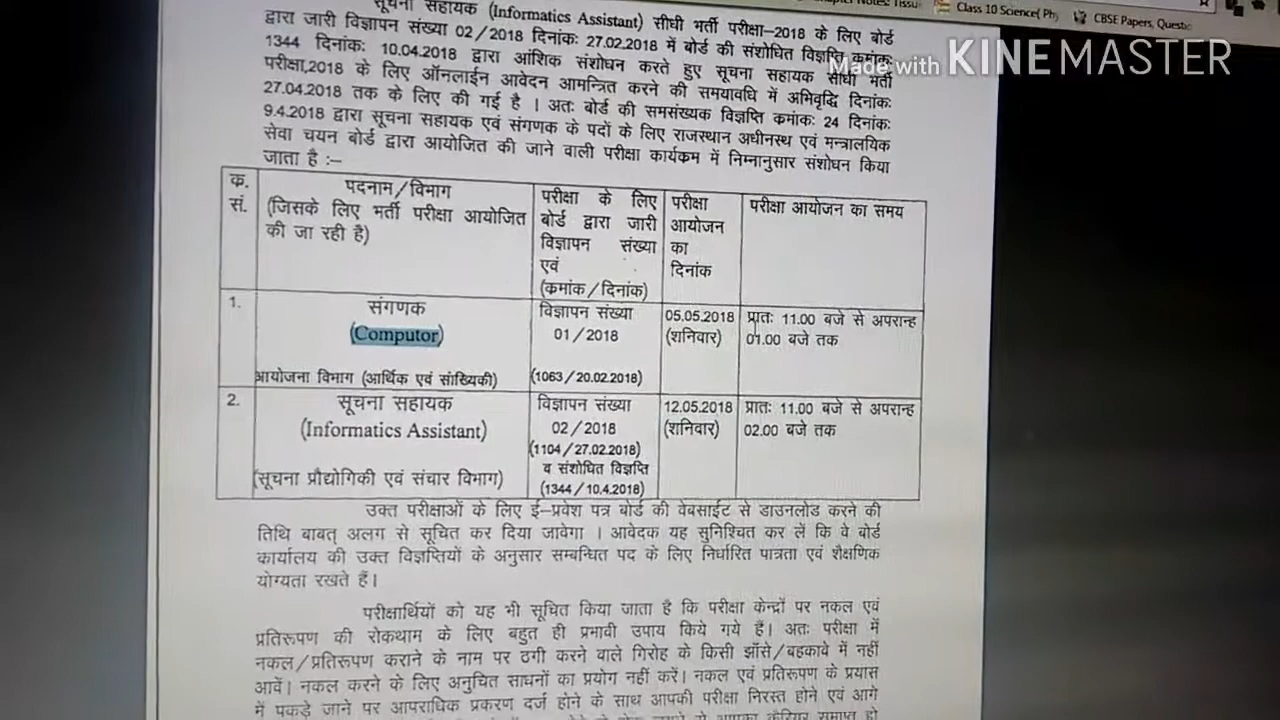 Class 10 Science( Ph
CBSE Papers, Questio
Made with KINEMASTER
सूचना सहायक (Informatics Assistant) सीधी भर्ती परीक्षा–2018 के लिए बोर्ड
द्वारा जारी विज्ञापन संख्या 02/2018 दिनांकः 27.02.2018 में बोर्ड की संशोधित विज्ञप्ति कमांकः
1344 दिनांकः 10.04.2018 द्वारा आंशिक संशोधन करते हुए सूचना सहायक सीधी भर्ती
परीक्षा,2018 के लिए ऑनलाईन आवेदन आमन्त्रित करने की समयावधि में अभिवृद्धि दिनांकः
27.04.2018 तक के लिए की गई है । अतः बोर्ड की समसंख्यक विज्ञप्ति कमांकः 24 दिनांकः
9.4.2018 द्वारा सूचना सहायक एवं संगणक के पदों के लिए राजस्थान अधीनस्थ एवं मन्त्रालयिक
सेवा चयन बोर्ड द्वारा आयोजित की जाने वाली परीक्षा कार्यकम में निम्नानुसार संशोधन किया
जाता है :–
क. सं.
पदनाम/विभाग
(जिसके लिए भर्ती परीक्षा आयोजित
की जा रही है)
परीक्षा के लिए
बोर्ड द्वारा जारी
विज्ञापन संख्या
एवं
(कमांक/दिनांक)
परीक्षा
आयोजन
का
दिनांक
परीक्षा आयोजन का समय
1.
संगणक
(Computor)
आयोजना विभाग (आर्थिक एवं सांख्यिकी)
विज्ञापन संख्या
01/2018
(1063/20.02.2018)
05.05.2018
(शनिवार)
प्रातः 11.00 बजे से अपरान्ह
01.00 बजे तक
2.
सूचना सहायक
(Informatics Assistant)
(सूचना प्रौद्योगिकी एवं संचार विभाग)
विज्ञापन संख्या
02/2018
(1104/27.02.2018)
व संशोधित विज्ञप्ति
(1344/10.4.2018)
12.05.2018
(शनिवार)
प्रातः 11.00 बजे से अपरान्ह
02.00 बजे तक
उक्त परीक्षाओं के लिए ई–प्रवेश पत्र बोर्ड की वेबसाईट से डाउनलोड करने की
तिथि बाबत् अलग से सूचित कर दिया जावेगा । आवेदक यह सुनिश्चित कर लें कि वे बोर्ड
कार्यालय की उक्त विज्ञप्तियों के अनुसार सम्बन्धित पद के लिए निर्धारित पात्रता एवं शैक्षणिक
योग्यता रखते हैं।
परीक्षार्थियों को यह भी सूचित किया जाता है कि परीक्षा केन्द्रों पर नकल एवं
प्रतिरूपण की रोकथाम के लिए बहुत ही प्रभावी उपाय किये गये हैं। अतः परीक्षा में
नकल/प्रतिरूपण कराने के नाम पर ठगी करने वाले गिरोह के किसी झाँसे/बहकावे में नहीं
आवें। नकल करने के लिए अनुचित साधनों का प्रयोग नहीं करें। नकल एवं प्रतिरूपण के प्रयास
में पकड़े जाने पर आपराधिक प्रकरण दर्ज होने के साथ आपकी परीक्षा निरस्त होने एवं आगे